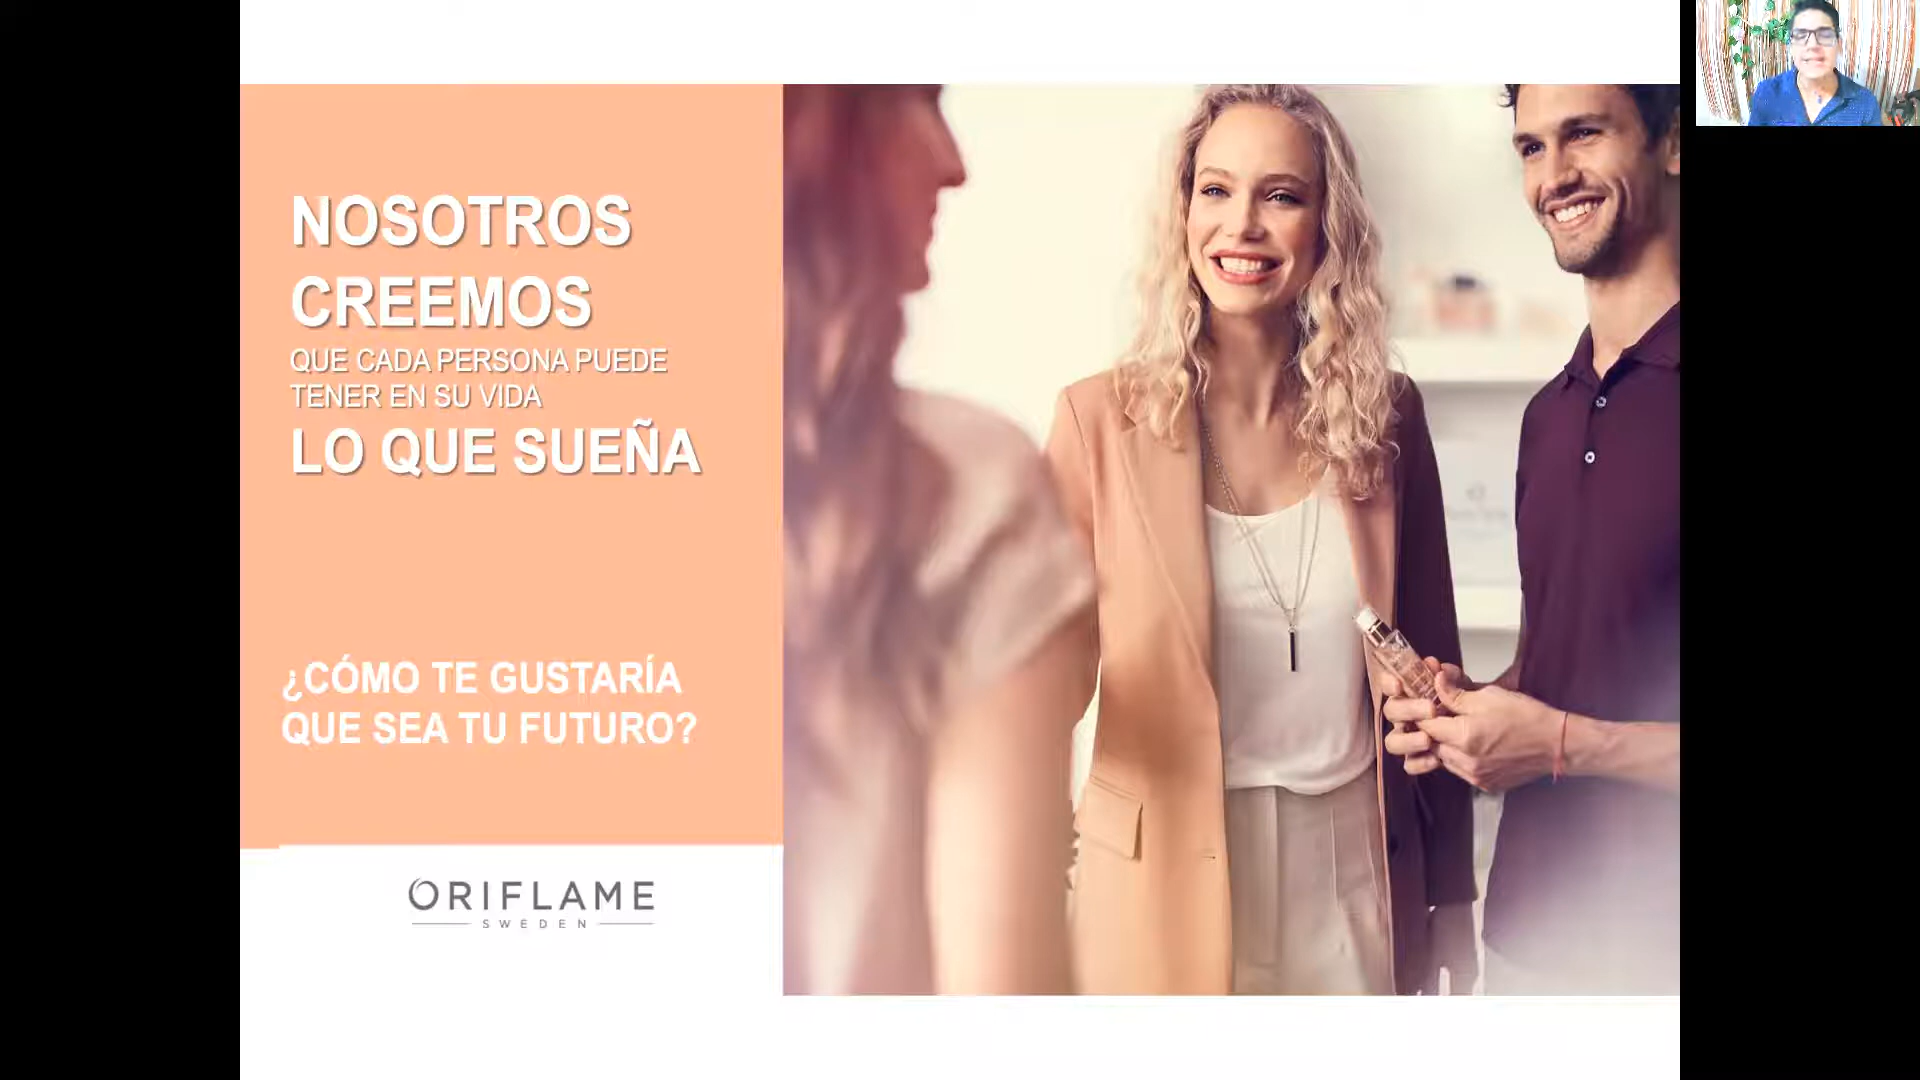 NOSOTROS
CREEMOS
QUE CADA PERSONA PUEDE
TENER EN SU VIDA
LO QUE SUEÑA
¿CÓMO TE GUSTARÍA
QUE SEA TU FUTURO?
ORIFLAME
SWEDEN